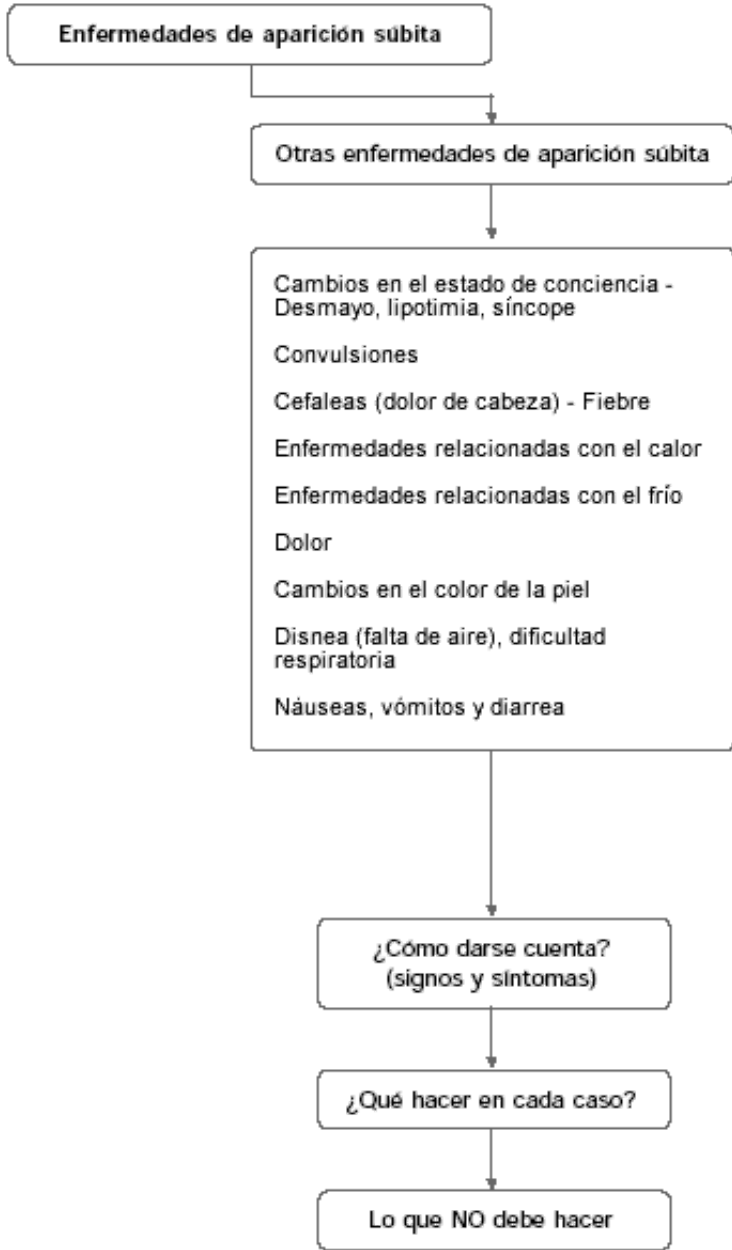 Enfermedades de aparición súbita
Otras enfermedades de aparición súbita
Cambios en el estado de conciencia -
Desmayo, lipotimia, síncope
Convulsiones
Cefaleas (dolor de cabeza) - Fiebre
Enfermedades relacionadas con el calor
Enfermedades relacionadas con el frío
Dolor
Cambios en el color de la piel
Disnea (falta de aire), dificultad
respiratoria
Náuseas, vómitos y diarrea
¿Cómo darse cuenta?
(signos y síntomas)
¿Qué hacer en cada caso?
Lo que NO debe hacer